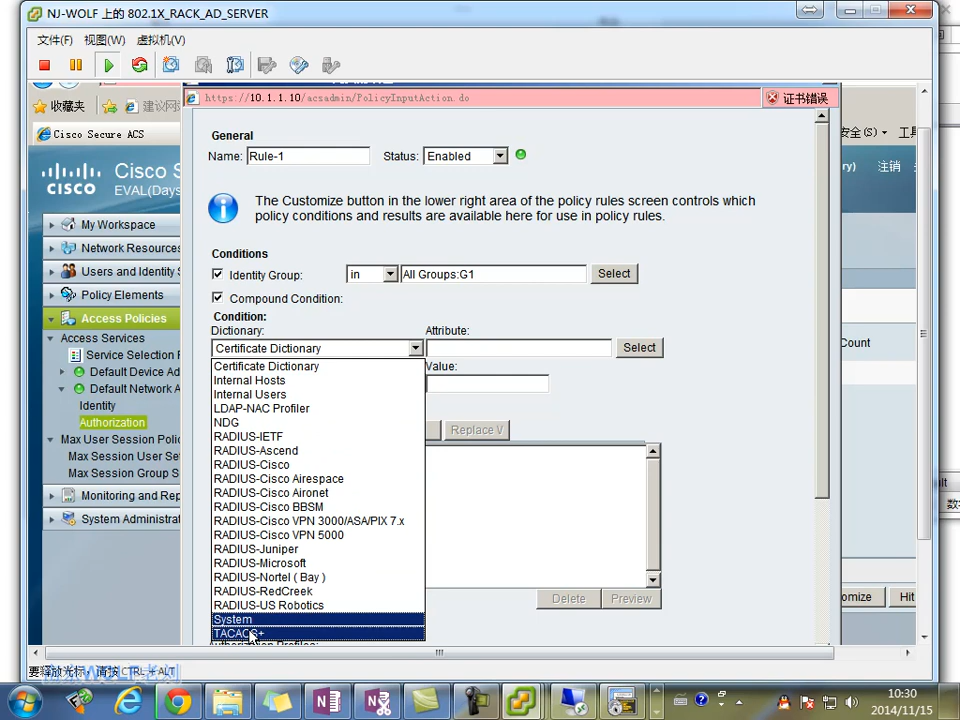 NJ-WOLF 上的 802.1X_RACK_AD_SERVER
文件(F) 视图(W) 虚拟机(V)
https://10.1.1.10/acsadmin/PolicyInputAction.do 证书错误
收藏夹 建议网
Cisco Secure ACS 安全(S) 工具
Cisco S
CISCO EVAL(Days
ry) 注销
My Workspace
Network Resources
Users and Identity S
Policy Elements
Access Policies
Access Services
Service Selection R
Default Device Ad
Default Network A
Identity
Authorization
Max User Session Polic
Max Session User Se
Max Session Group S
Monitoring and Rep
System Administrat
General
Name: Rule-1 Status: Enabled
The Customize button in the lower right area of the policy rules screen controls which
policy conditions and results are available here for use in policy rules.
Conditions
Identity Group: in All Groups:G1 Select
Compound Condition:
Condition:
Dictionary: Attribute:
Certificate Dictionary Select
Value:
Certificate Dictionary
Internal Hosts
Internal Users
LDAP-NAC Profiler
NDG
RADIUS-IETF
RADIUS-Ascend
RADIUS-Cisco
RADIUS-Cisco Airespace
RADIUS-Cisco Aironet
RADIUS-Cisco BBSM
RADIUS-Cisco VPN 3000/ASA/PIX 7.x
RADIUS-Cisco VPN 5000
RADIUS-Juniper
RADIUS-Microsoft
RADIUS-Nortel ( Bay )
RADIUS-RedCreek
RADIUS-US Robotics
System
TACACS+
Replace V
Delete Preview
Count
omize Hit
要释放光标，请按 CTRL + ALT
10:30
2014/11/15